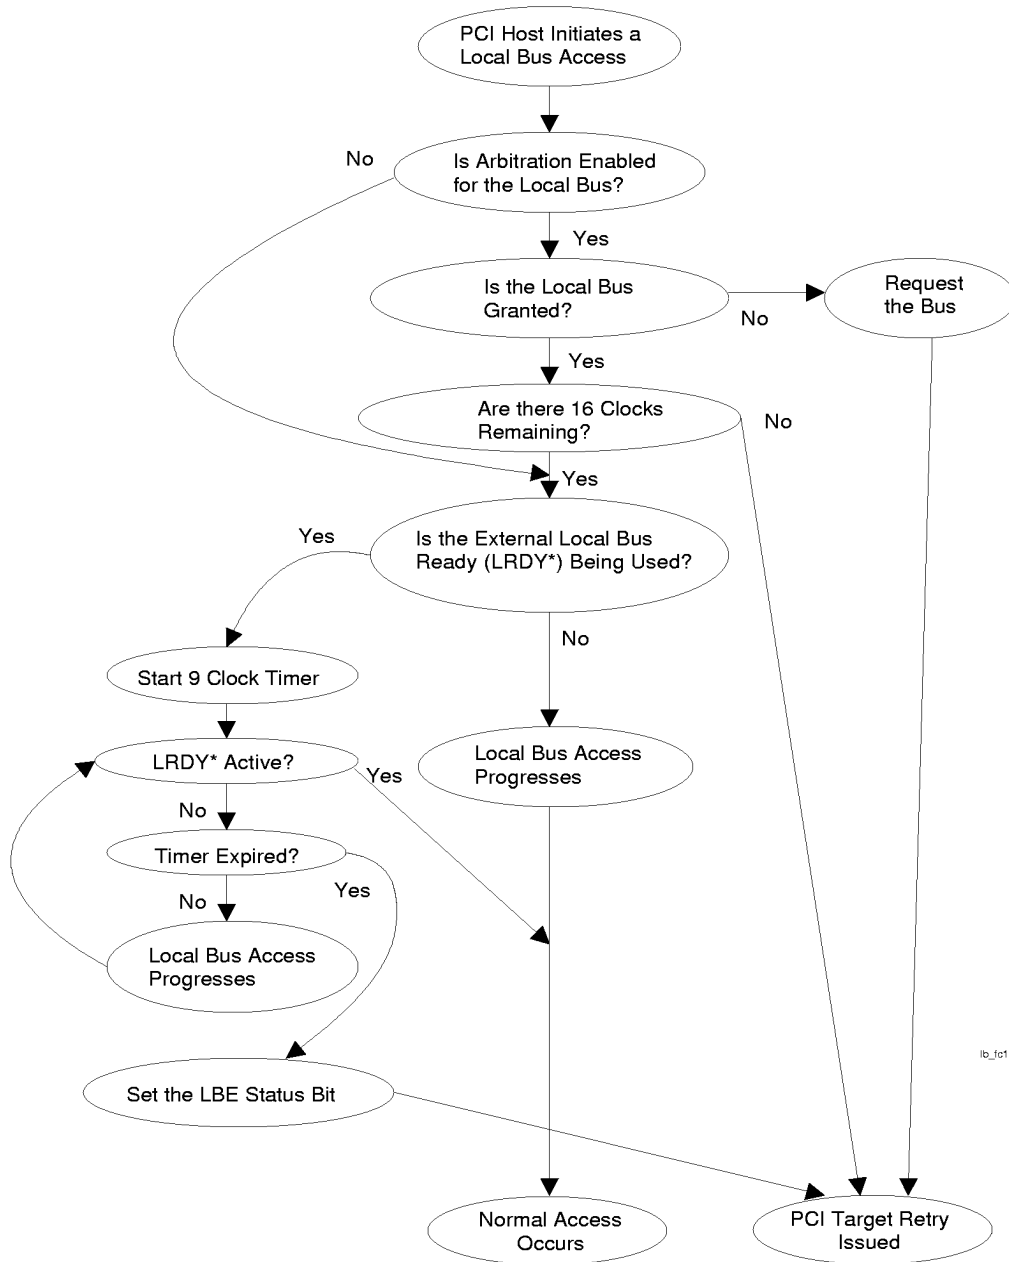 PCI Host Initiates a
Local Bus Access
No
Is Arbitration Enabled
for the Local Bus?
Yes
Is the Local Bus
Granted?
No
Request
the Bus
Yes
Are there 16 Clocks
Remaining?
No
Yes
Is the External Local Bus
Ready (LRDY*) Being Used?
Yes
No
Start 9 Clock Timer
LRDY* Active?
Yes
Local Bus Access
Progresses
No
Timer Expired?
Yes
No
Local Bus Access
Progresses
lb_fc1
Set the LBE Status Bit
Normal Access
Occurs
PCI Target Retry
Issued